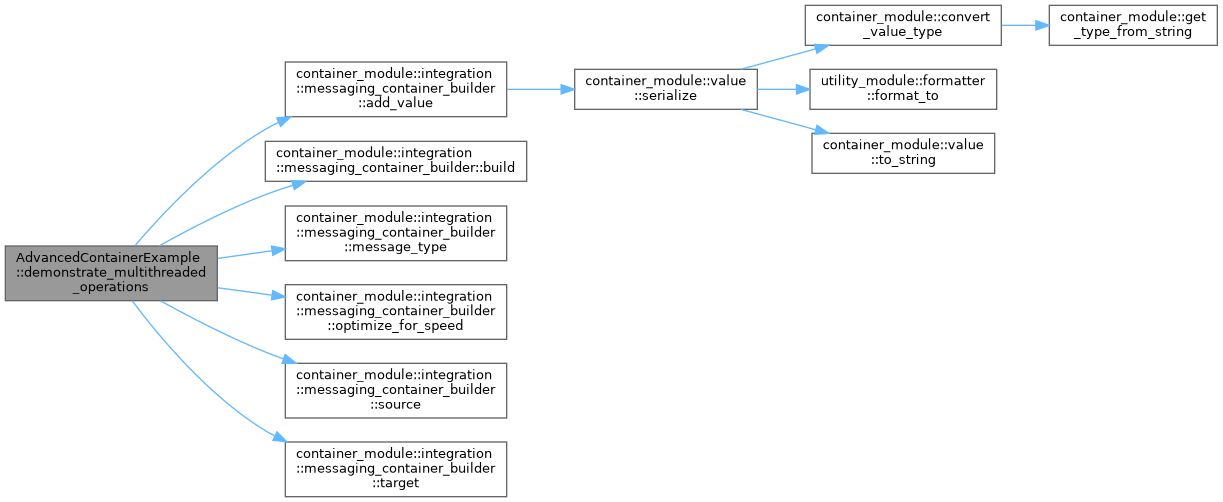 AdvancedContainerExample
::demonstrate_multithreaded
_operations
container_module::integration
::messaging_container_builder
::add_value
container_module::integration
::messaging_container_builder::build
container_module::integration
::messaging_container_builder
::message_type
container_module::integration
::messaging_container_builder
::optimize_for_speed
container_module::integration
::messaging_container_builder
::source
container_module::integration
::messaging_container_builder
::target
container_module::value
::serialize
container_module::convert
_value_type
utility_module::formatter
::format_to
container_module::value
::to_string
container_module::get
_type_from_string